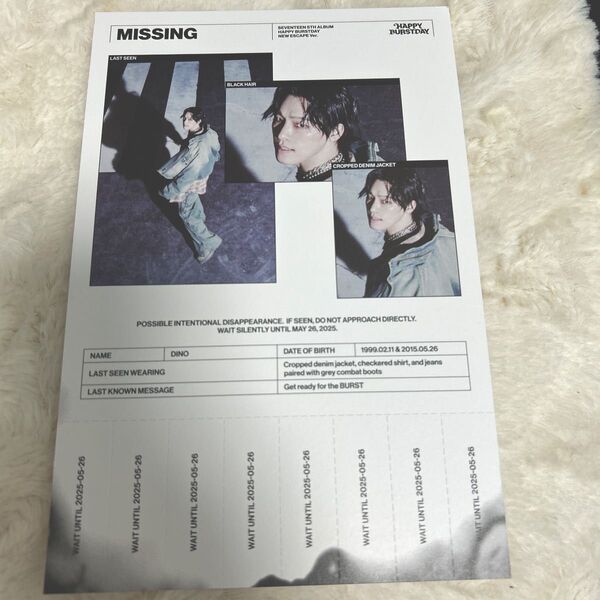 MISSING
SEVENTEEN 5TH ALBUM
HAPPY BURSTDAY
NEW ESCAPE Ver.
HAPPY
BURSTDAY
LAST SEEN
BLACK HAIR
CROPPED DENIM JACKET
POSSIBLE INTENTIONAL DISAPPEARANCE. IF SEEN, DO NOT APPROACH DIRECTLY.
WAIT SILENTLY UNTIL MAY 26, 2025.
NAME DINO DATE OF BIRTH 1999.02.11 & 2015.05.26
LAST SEEN WEARING
Cropped denim jacket, checkered shirt, and jeans
paired with grey combat boots
LAST KNOWN MESSAGE Get ready for the BURST
WAIT UNTIL 2025-05-26
WAIT UNTIL 2025-05-26
WAIT UNTIL 2025-05-26
WAIT UNTIL 2025-05-26
WAIT UNTIL 2025-05-26
WAIT UNTIL 2025-05-26
WAIT UNTIL 2025-05-26
WAIT UNTIL 2025-05-26